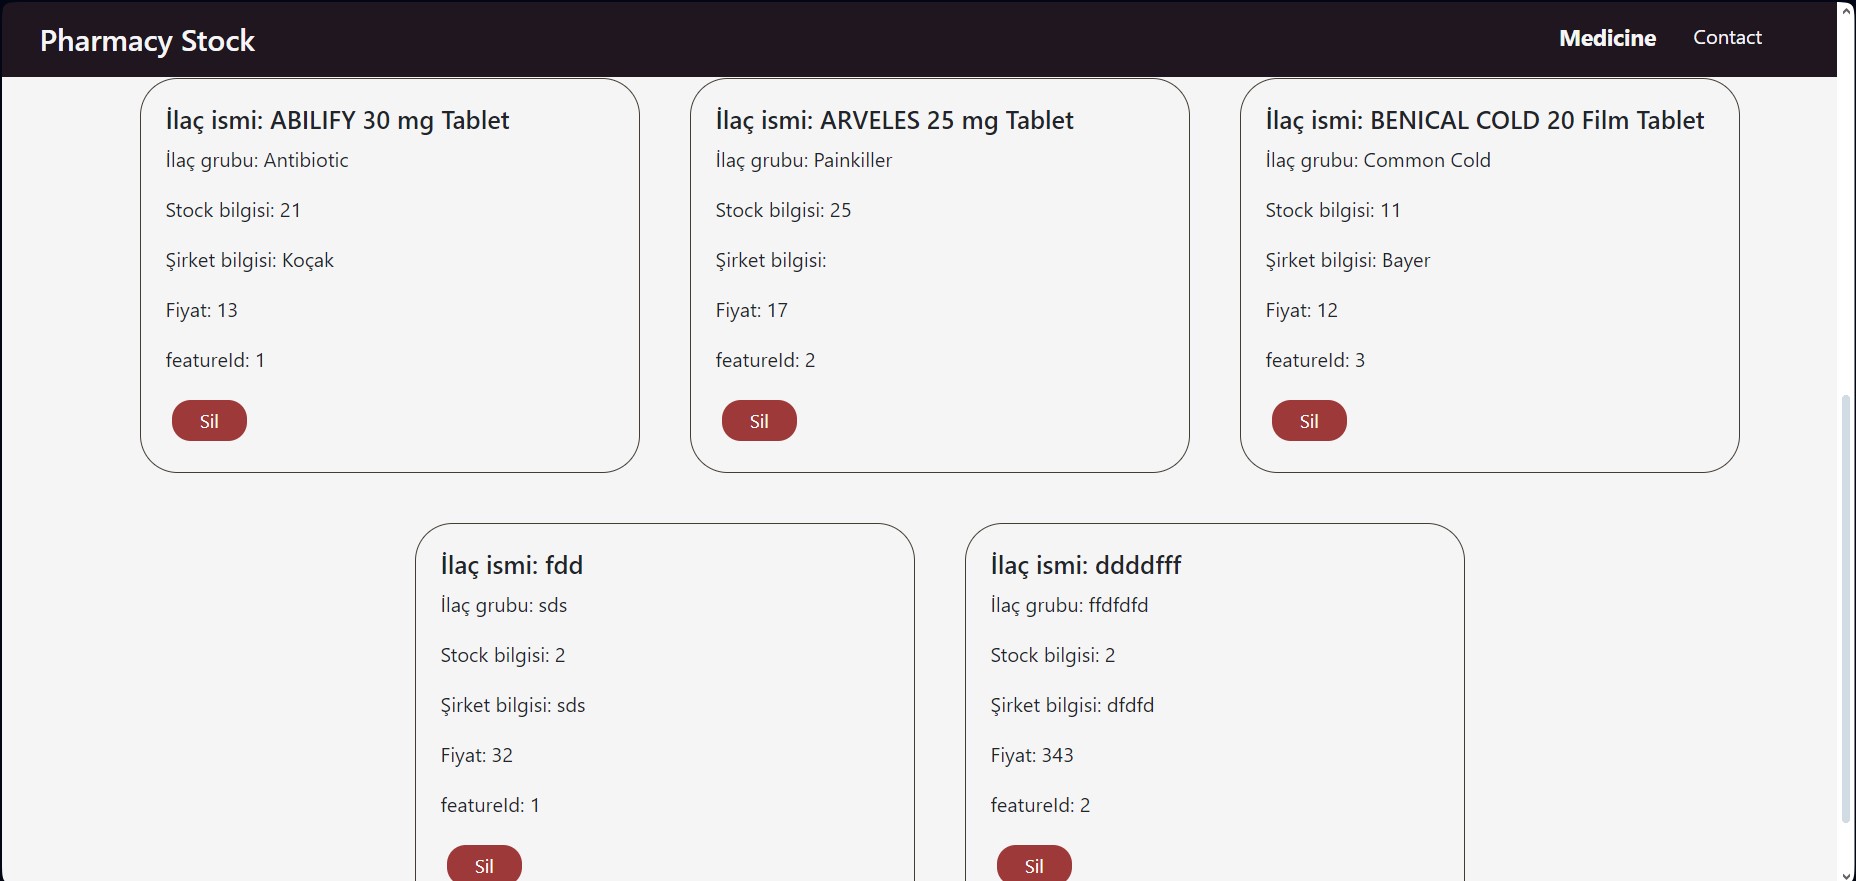 Pharmacy Stock
Medicine
Contact
İlaç ismi: ABILIFY 30 mg Tablet
İlaç grubu: Antibiotic
Stock bilgisi: 21
Şirket bilgisi: Koçak
Fiyat: 13
featureId: 1
Sil
İlaç ismi: ARVELES 25 mg Tablet
İlaç grubu: Painkiller
Stock bilgisi: 25
Şirket bilgisi:
Fiyat: 17
featureId: 2
Sil
İlaç ismi: BENICAL COLD 20 Film Tablet
İlaç grubu: Common Cold
Stock bilgisi: 11
Şirket bilgisi: Bayer
Fiyat: 12
featureId: 3
Sil
İlaç ismi: fdd
İlaç grubu: sds
Stock bilgisi: 2
Şirket bilgisi: sds
Fiyat: 32
featureId: 1
Sil
İlaç ismi: ddddfff
İlaç grubu: ffdfdfd
Stock bilgisi: 2
Şirket bilgisi: dfdfd
Fiyat: 343
featureId: 2
Sil